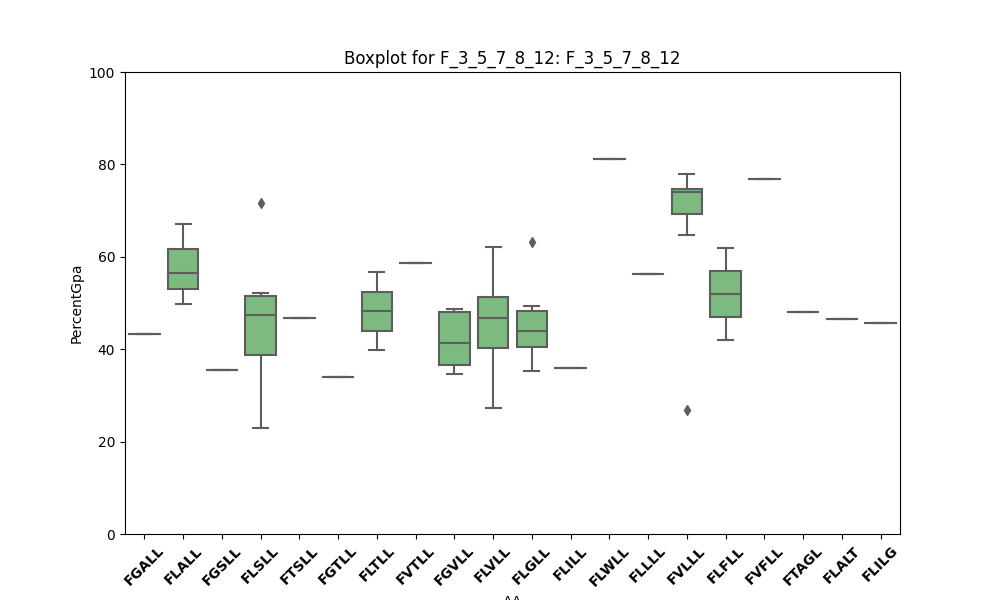 Boxplot for F_3_5_7_8_12: F_3_5_7_8_12
100
80
60
40
20
0
PercentGpa
FGALL FLALL FGSLL FLSLL FTSLL FGTLL FLTLL FVTLL FGVLL FLVLL FLGLL FLILL FLWLL FLLLL FVLLL FLFLL FVFLL FTAGL FLALT FLILG
AA